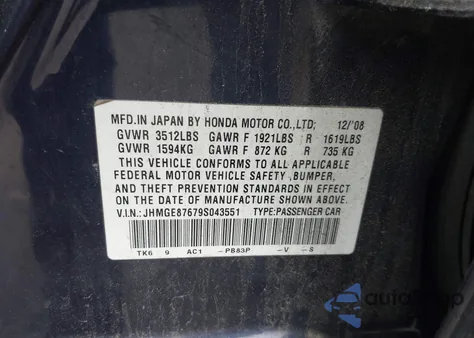 MFD.IN JAPAN BY HONDA MOTOR CO.,LTD; 12/'08
GVWR 3512LBS GAWR F 1921LBS R 1619LBS
GVWR 1594KG GAWR F 872 KG R 735 KG
THIS VEHICLE CONFORMS TO ALL APPLICABLE
FEDERAL MOTOR VEHICLE SAFETY ,BUMPER,
AND THEFT PREVENTION STANDARDS IN EFFECT
ON THE DATE OF MANUFACTURE SHOWN ABOVE.
V.I.N.: JHMGE87679S043551 TYPE:PASSENGER CAR
TK6 9 AC1 -PB83P -V -8